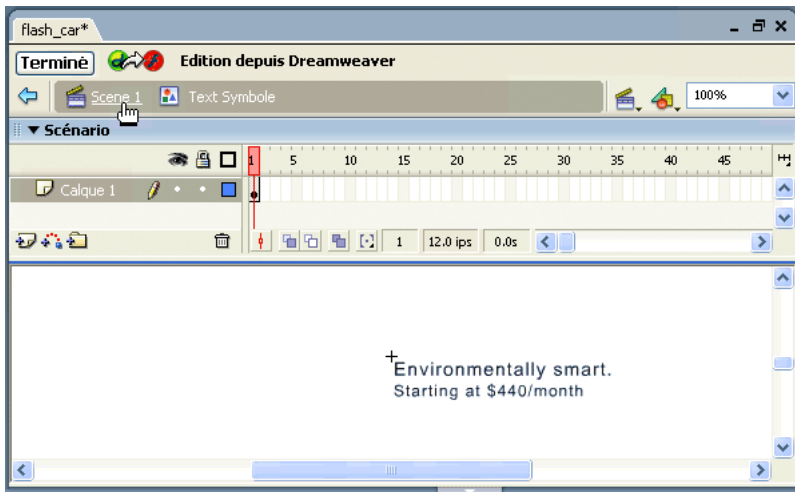 flash_car*
Terminé Edition depuis Dreamweaver
Scene 1 Text Symbole 100%
Scénario
1 5 10 15 20 25 30 35 40 45
Calque 1
1 12.0 ips 0.0s
Environmentally smart.
Starting at $440/month